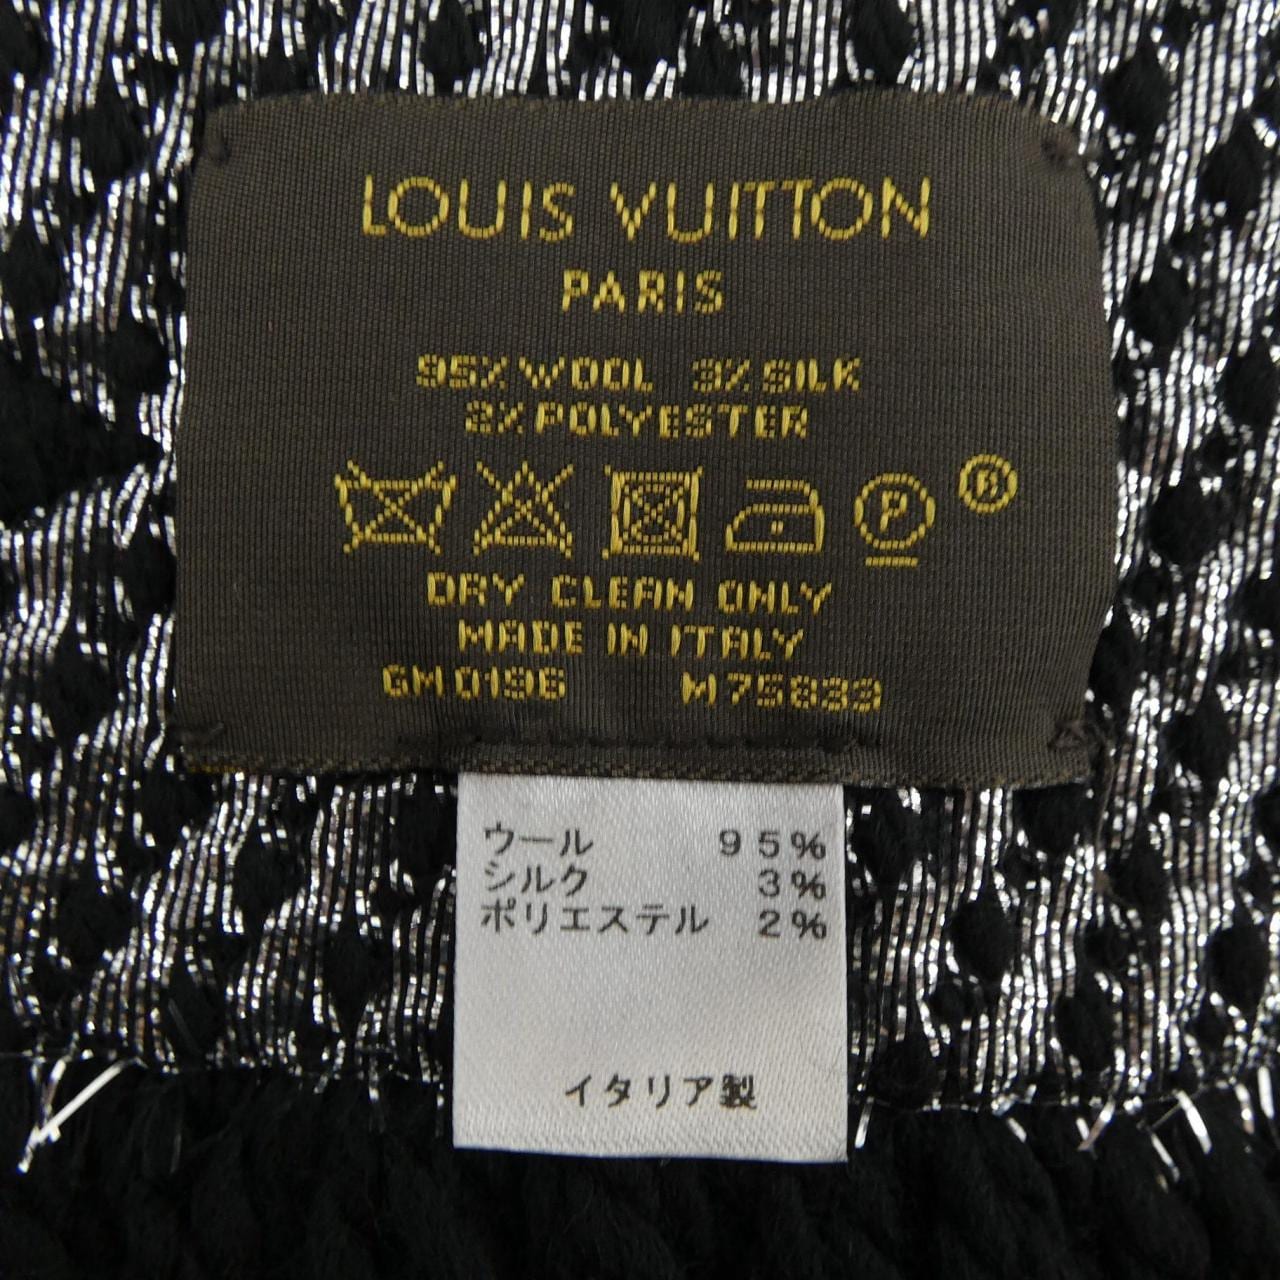 LOUIS VUITTON
PARIS
95% WOOL 3% SILK
2% POLYESTER
P ®
DRY CLEAN ONLY
MADE IN ITALY
GM0196 M75833
ウール 95%
シルク 3%
ポリエステル 2%
イタリア製